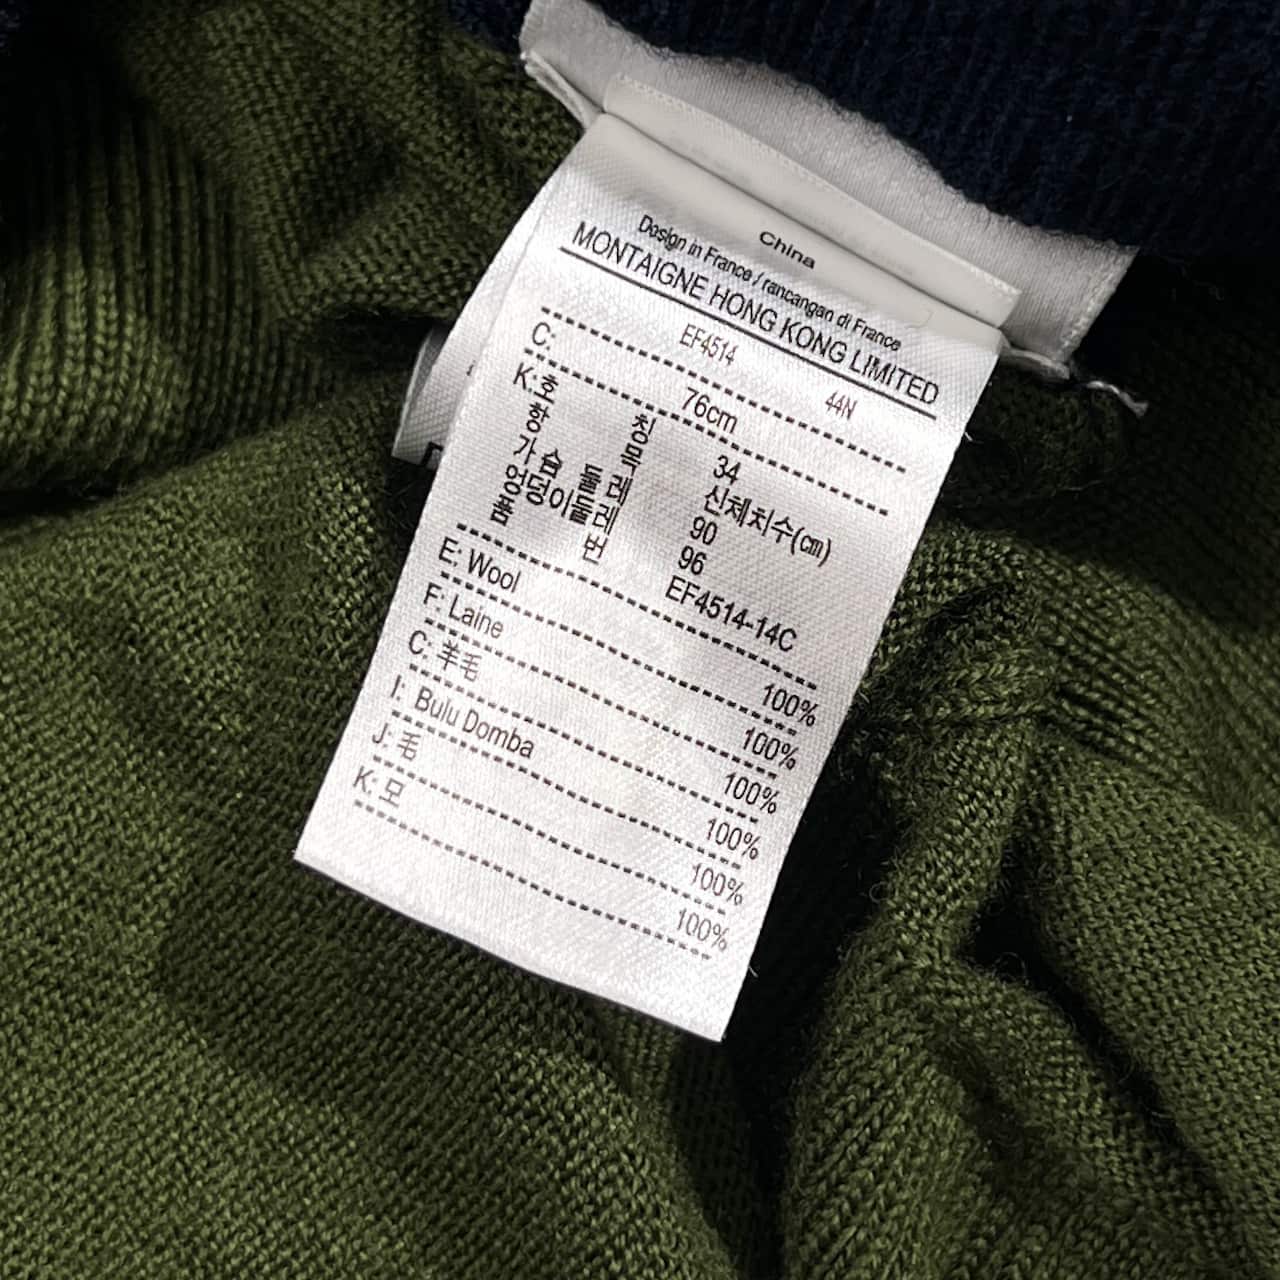 China
Design in France / rancangan di France
MONTAIGNE HONG KONG LIMITED
EF4514 44N
C: 76cm
K: 호 칭 34
항 목 신체치수(㎝)
가 슴 둘 레 90
엉덩이둘레 96
품 번 EF4514-14C
E: Wool 100%
F: Laine 100%
C: 羊毛 100%
I: Bulu Domba 100%
J: 毛 100%
K: 모 100%